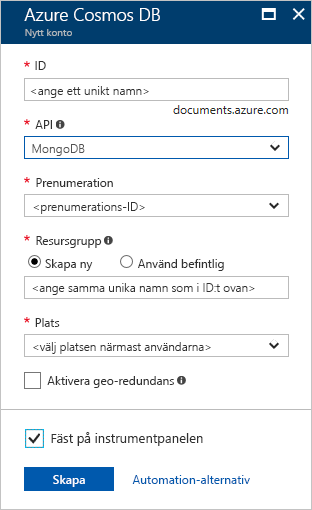 Azure Cosmos DB
Nytt konto
* ID
<ange ett unikt namn>
documents.azure.com
* API
MongoDB
* Prenumeration
<prenumerations-ID>
* Resursgrupp
Skapa ny Använd befintlig
<ange samma unika namn som i ID:t ovan>
* Plats
<välj platsen närmast användarna>
Aktivera geo-redundans
Fäst på instrumentpanelen
Skapa Automation-alternativ